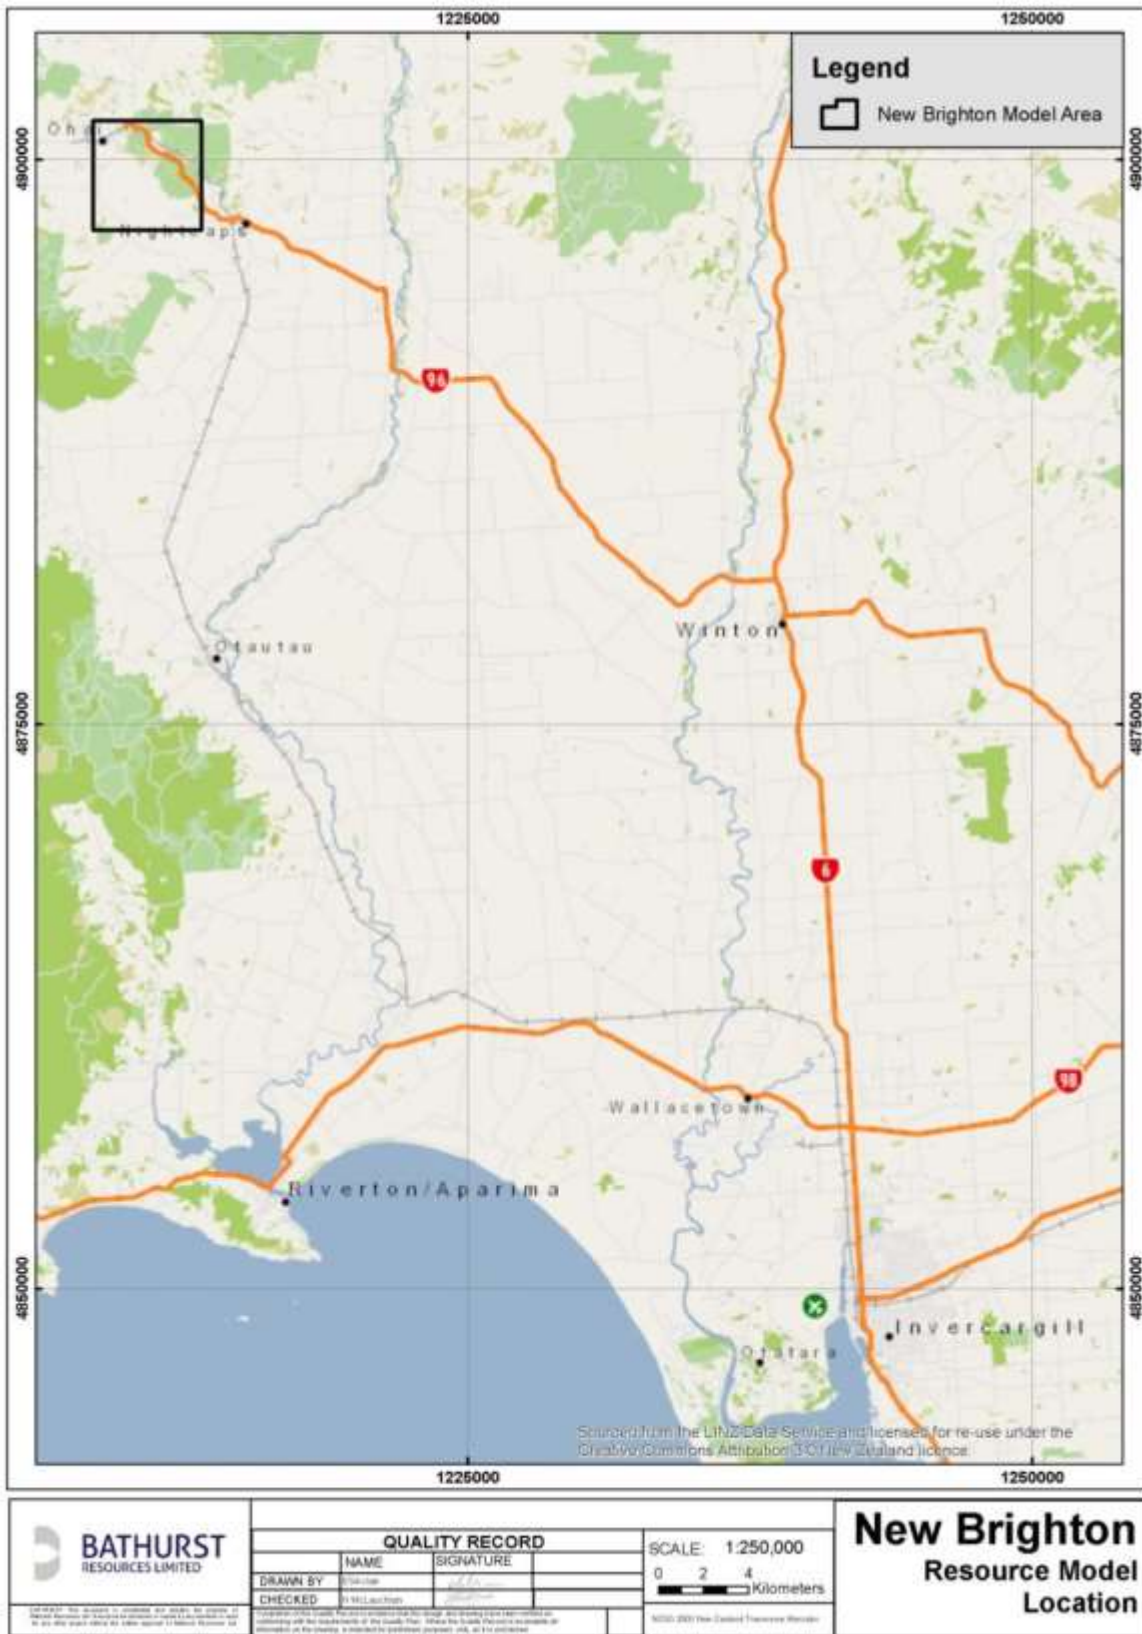 1225000
1250000
Legend
New Brighton Model Area
4900000
4900000
Nightcaps
96
Winton
Otautau
4875000
4875000
6
98
Wallacetown
Riverton/Aparima
4850000
4850000
Invercargill
Otatara
Sourced from the LINZ Data Service and licensed for re-use under the
Creative Commons Attribution 3.0 New Zealand licence
1225000
1250000
BATHURST
RESOURCES LIMITED
QUALITY RECORD
NAME
SIGNATURE
DRAWN BY
CHECKED
SCALE: 1:250,000
0 2 4
Kilometers
New Brighton
Resource Model
Location